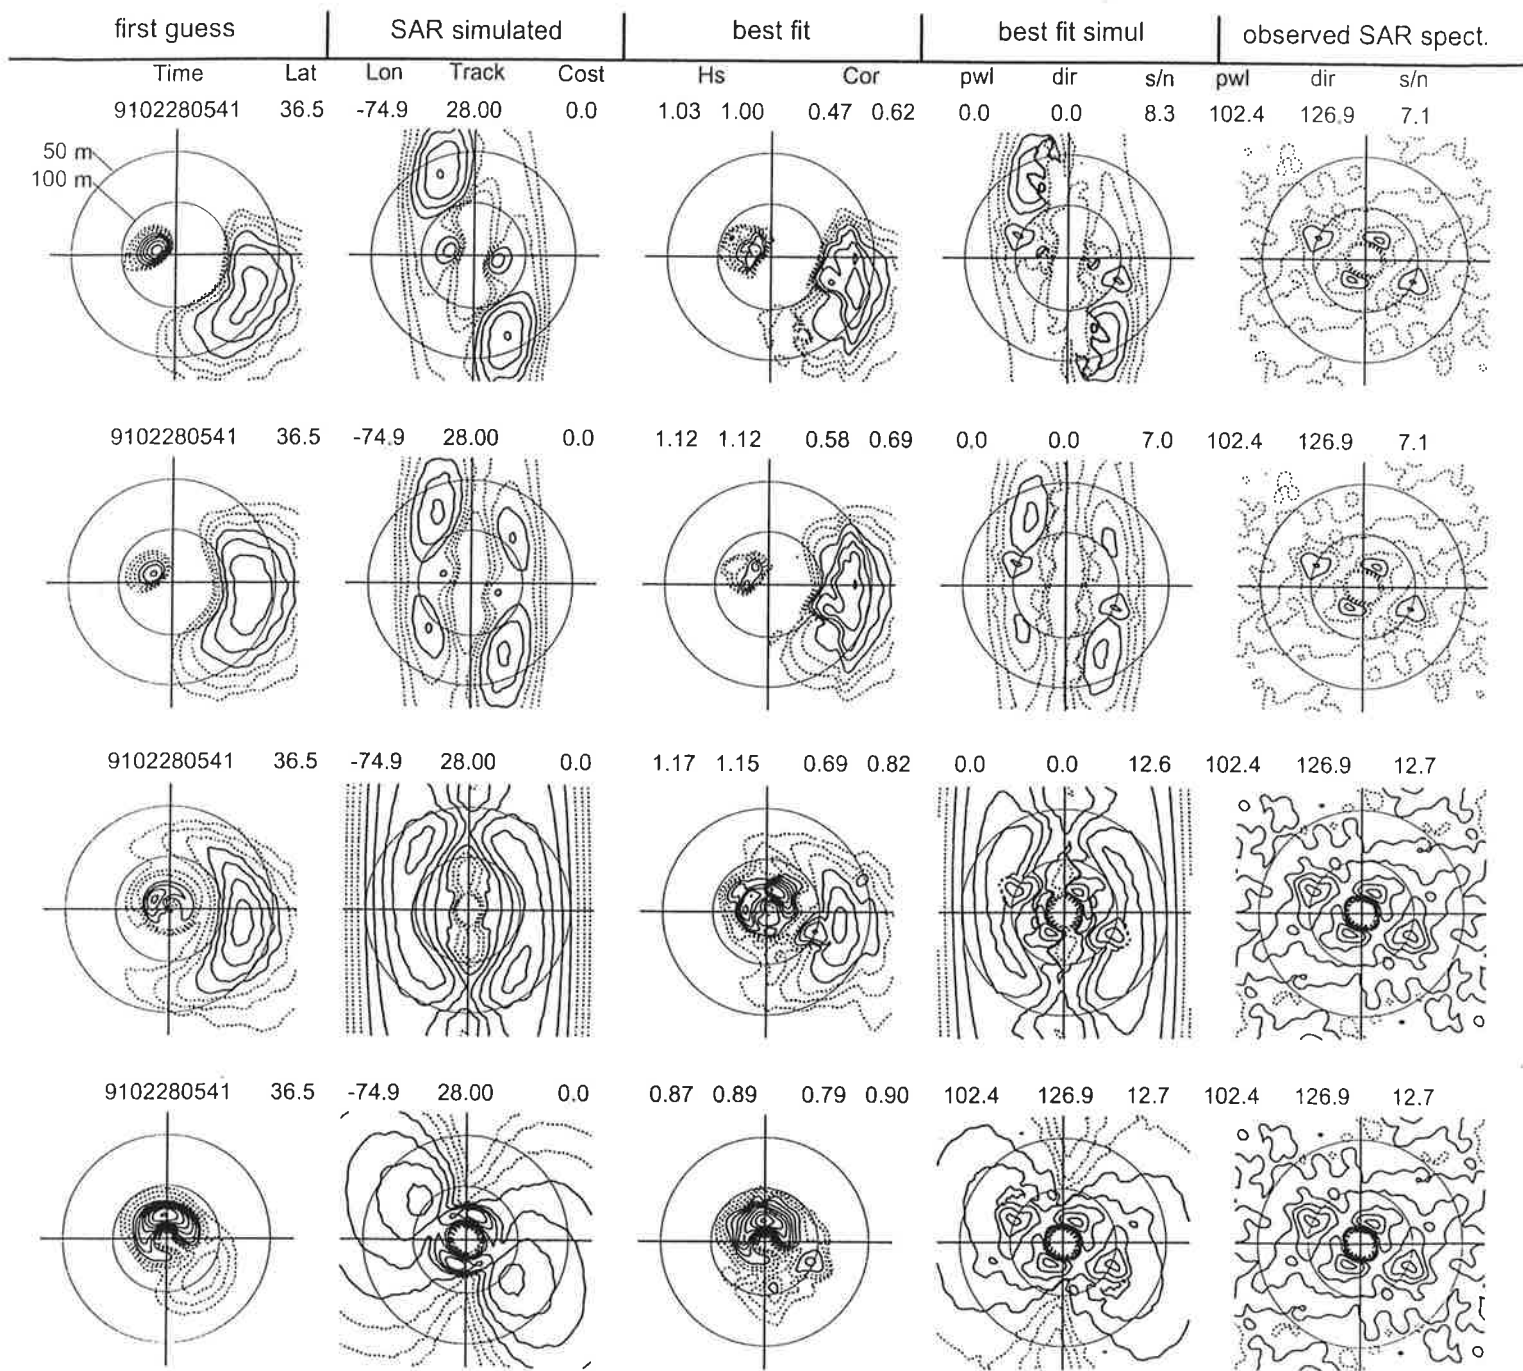 first guess SAR simulated best fit best fit simul observed SAR spect.
Time Lat Lon Track Cost Hs Cor pwl dir s/n pwl dir s/n
9102280541 36.5 -74.9 28.00 0.0 1.03 1.00 0.47 0.62 0.0 0.0 8.3 102.4 126.9 7.1
50 m
100 m
9102280541 36.5 -74.9 28.00 0.0 1.12 1.12 0.58 0.69 0.0 0.0 7.0 102.4 126.9 7.1
9102280541 36.5 -74.9 28.00 0.0 1.17 1.15 0.69 0.82 0.0 0.0 12.6 102.4 126.9 12.7
9102280541 36.5 -74.9 28.00 0.0 0.87 0.89 0.79 0.90 102.4 126.9 12.7 102.4 126.9 12.7